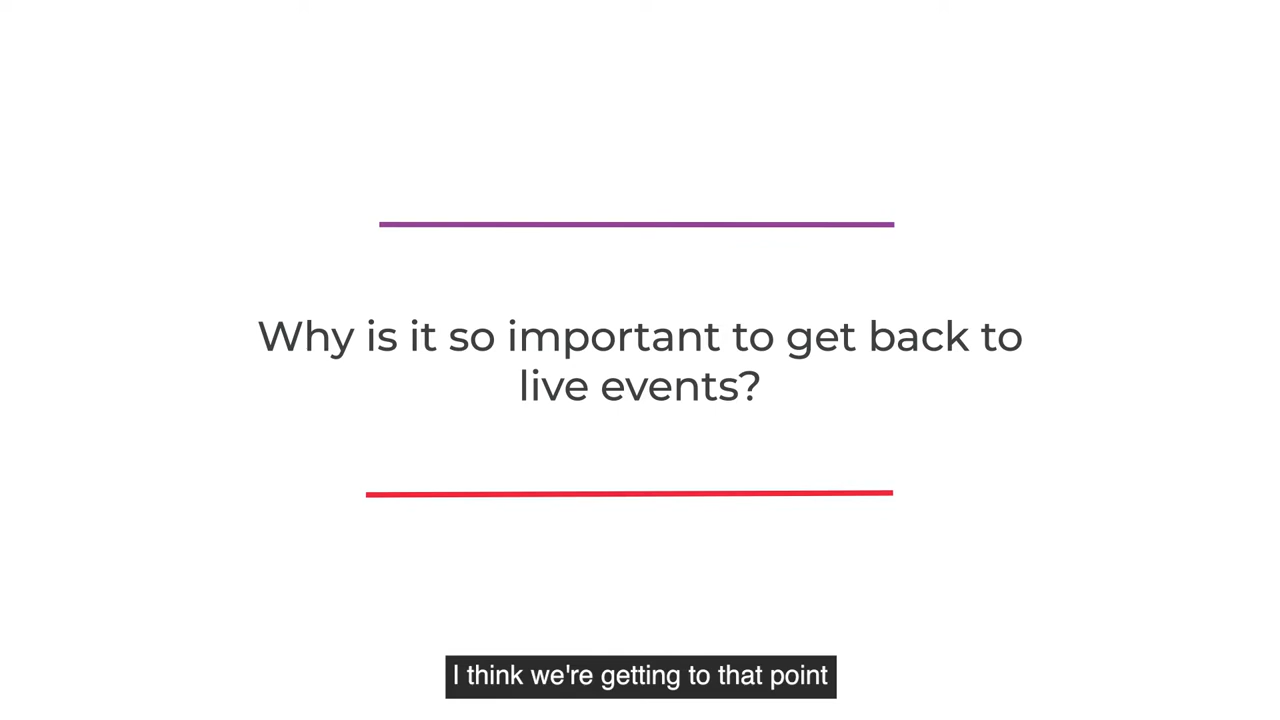 Why is it so important to get back to
live events?
I think we're getting to that point